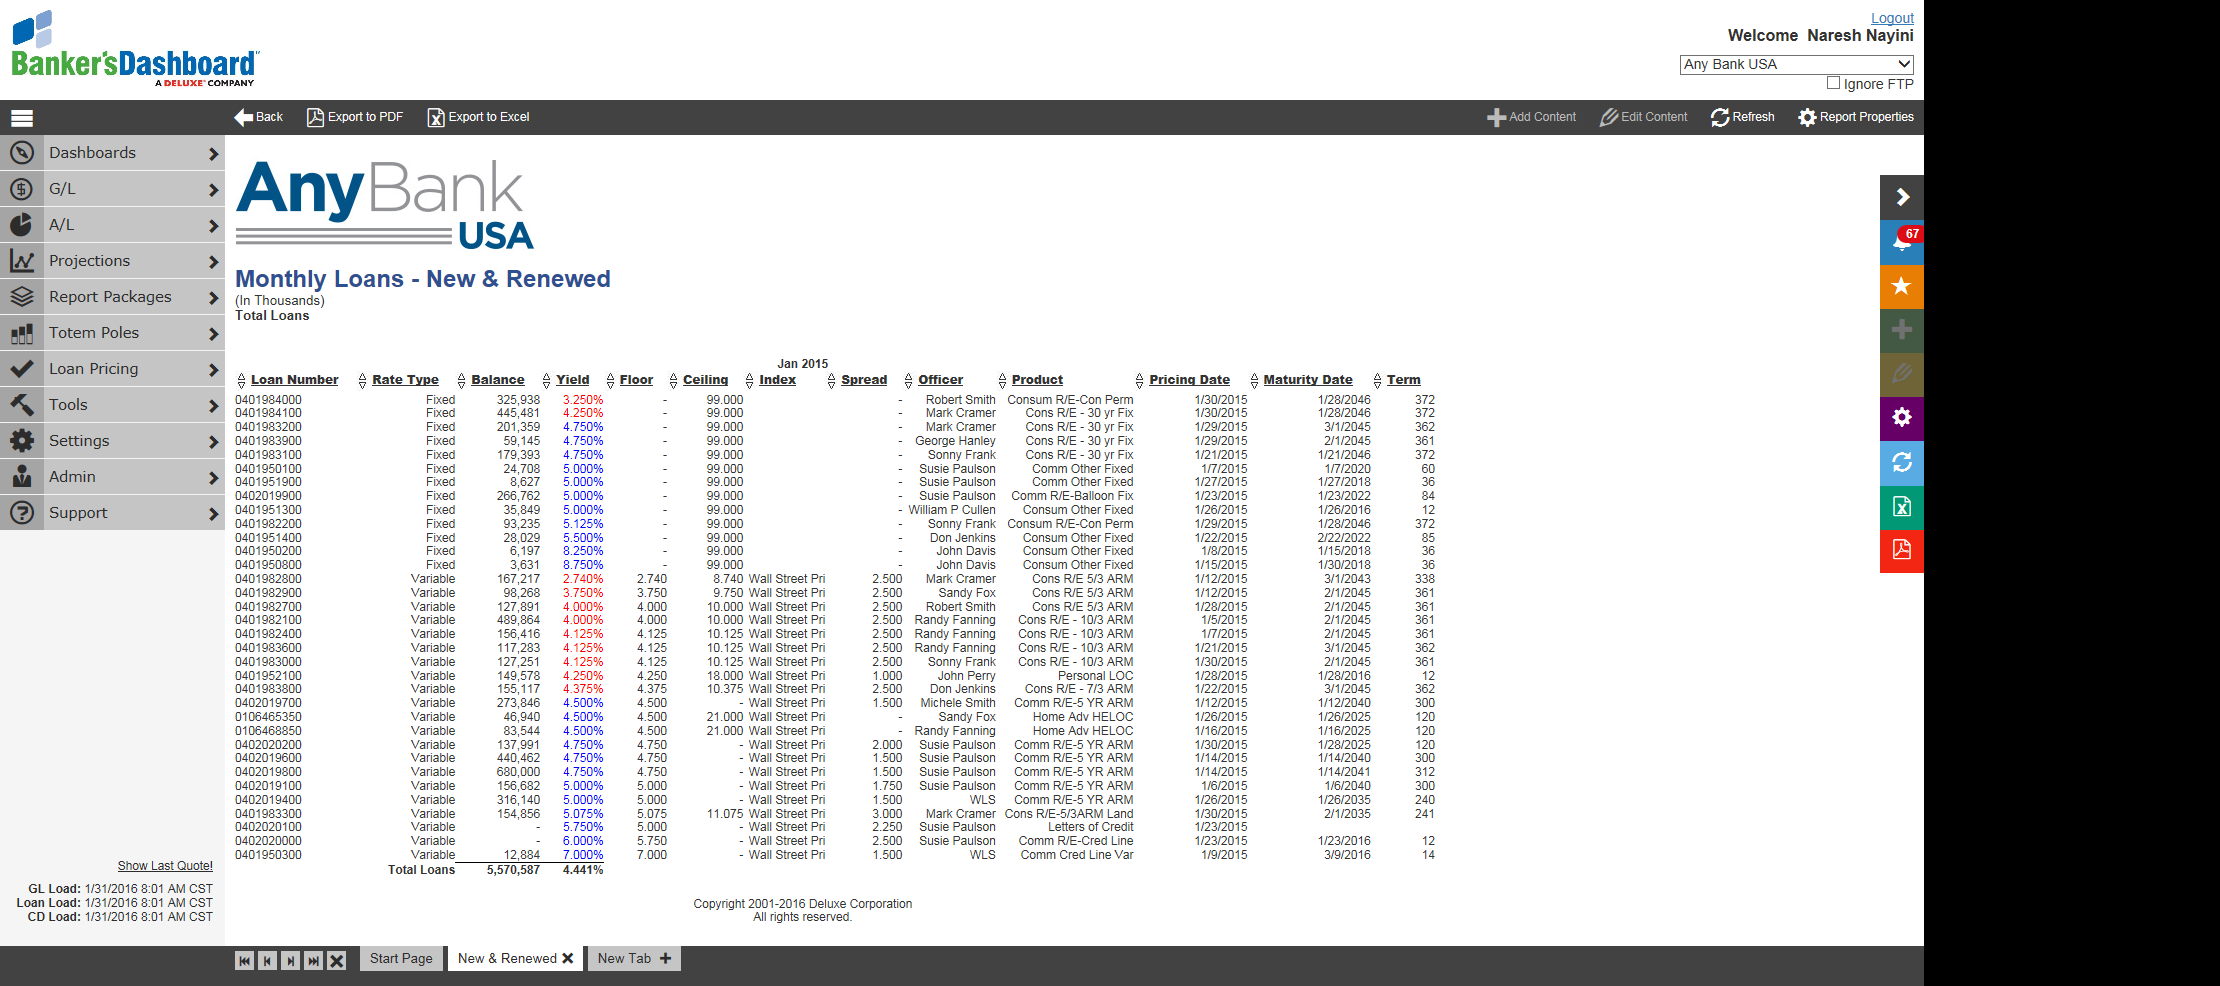 Banker'sDashboard
A DELUXE COMPANY
Logout
Welcome Naresh Nayini
Any Bank USA
Ignore FTP
Back Export to PDF Export to Excel Add Content Edit Content Refresh Report Properties
Dashboards
G/L
A/L
Projections
Report Packages
Totem Poles
Loan Pricing
Tools
Settings
Admin
Support
Show Last Quote!
GL Load: 1/31/2016 8:01 AM CST
Loan Load: 1/31/2016 8:01 AM CST
CD Load: 1/31/2016 8:01 AM CST
AnyBank
USA
67
Monthly Loans - New & Renewed
(In Thousands)
Total Loans
Jan 2015
Loan Number Rate Type Balance Yield Floor Ceiling Index Spread Officer Product Pricing Date Maturity Date Term
0401984000 Fixed 325,938 3.250% - 99.000 - Robert Smith Consum R/E-Con Perm 1/30/2015 1/28/2046 372
0401984100 Fixed 445,481 4.250% - 99.000 - Mark Cramer Cons R/E - 30 yr Fix 1/30/2015 1/28/2046 372
0401983200 Fixed 201,359 4.750% - 99.000 - Mark Cramer Cons R/E - 30 yr Fix 1/29/2015 3/1/2045 362
0401983900 Fixed 59,145 4.750% - 99.000 - George Hanley Cons R/E - 30 yr Fix 1/29/2015 2/1/2045 361
0401983100 Fixed 179,393 4.750% - 99.000 - Sonny Frank Cons R/E - 30 yr Fix 1/21/2015 1/21/2046 372
0401950100 Fixed 24,708 5.000% - 99.000 - Susie Paulson Comm Other Fixed 1/7/2015 1/7/2020 60
0401951900 Fixed 8,627 5.000% - 99.000 - Susie Paulson Comm Other Fixed 1/27/2015 1/27/2018 36
0402019900 Fixed 266,762 5.000% - 99.000 - Susie Paulson Comm R/E-Balloon Fix 1/23/2015 1/23/2022 84
0401951300 Fixed 35,849 5.000% - 99.000 - William P Cullen Consum Other Fixed 1/26/2015 1/26/2016 12
0401982200 Fixed 93,235 5.125% - 99.000 - Sonny Frank Consum R/E-Con Perm 1/29/2015 1/28/2046 372
0401951400 Fixed 28,029 5.500% - 99.000 - Don Jenkins Consum Other Fixed 1/22/2015 2/22/2022 85
0401950200 Fixed 6,197 8.250% - 99.000 - John Davis Consum Other Fixed 1/8/2015 1/15/2018 36
0401950800 Fixed 3,631 8.750% - 99.000 - John Davis Consum Other Fixed 1/15/2015 1/30/2018 36
0401982800 Variable 167,217 2.740% 2.740 8.740 Wall Street Pri 2.500 Mark Cramer Cons R/E 5/3 ARM 1/12/2015 3/1/2043 338
0401982900 Variable 98,268 3.750% 3.750 9.750 Wall Street Pri 2.500 Sandy Fox Cons R/E 5/3 ARM 1/12/2015 2/1/2045 361
0401982700 Variable 127,891 4.000% 4.000 10.000 Wall Street Pri 2.500 Robert Smith Cons R/E 5/3 ARM 1/28/2015 2/1/2045 361
0401982100 Variable 489,864 4.000% 4.000 10.000 Wall Street Pri 2.500 Randy Fanning Cons R/E - 10/3 ARM 1/5/2015 2/1/2045 361
0401982400 Variable 156,416 4.125% 4.125 10.125 Wall Street Pri 2.500 Randy Fanning Cons R/E - 10/3 ARM 1/7/2015 2/1/2045 361
0401983600 Variable 117,283 4.125% 4.125 10.125 Wall Street Pri 2.500 Randy Fanning Cons R/E - 10/3 ARM 1/21/2015 3/1/2045 362
0401983000 Variable 127,251 4.125% 4.125 10.125 Wall Street Pri 2.500 Sonny Frank Cons R/E - 10/3 ARM 1/30/2015 2/1/2045 361
0401952100 Variable 149,578 4.250% 4.250 18.000 Wall Street Pri 1.000 John Perry Personal LOC 1/28/2015 1/28/2016 12
0401983800 Variable 155,117 4.375% 4.375 10.375 Wall Street Pri 2.500 Don Jenkins Cons R/E - 7/3 ARM 1/22/2015 3/1/2045 362
0402019700 Variable 273,846 4.500% 4.500 - Wall Street Pri 1.500 Michele Smith Comm R/E-5 YR ARM 1/12/2015 1/12/2040 300
0106465350 Variable 46,940 4.500% 4.500 21.000 Wall Street Pri - Sandy Fox Home Adv HELOC 1/26/2015 1/26/2025 120
0106468850 Variable 83,544 4.500% 4.500 21.000 Wall Street Pri - Randy Fanning Home Adv HELOC 1/16/2015 1/16/2025 120
0402020200 Variable 137,991 4.750% 4.750 - Wall Street Pri 2.000 Susie Paulson Comm R/E-5 YR ARM 1/30/2015 1/28/2025 120
0402019600 Variable 440,462 4.750% 4.750 - Wall Street Pri 1.500 Susie Paulson Comm R/E-5 YR ARM 1/14/2015 1/14/2040 300
0402019800 Variable 680,000 4.750% 4.750 - Wall Street Pri 1.500 Susie Paulson Comm R/E-5 YR ARM 1/14/2015 1/14/2041 312
0402019100 Variable 156,682 5.000% 5.000 - Wall Street Pri 1.750 Susie Paulson Comm R/E-5 YR ARM 1/6/2015 1/6/2040 300
0402019400 Variable 316,140 5.000% 5.000 - Wall Street Pri 1.500 WLS Comm R/E-5 YR ARM 1/26/2015 1/26/2035 240
0401983300 Variable 154,856 5.075% 5.075 11.075 Wall Street Pri 3.000 Mark Cramer Cons R/E-5/3ARM Land 1/30/2015 2/1/2035 241
0402020100 Variable - 5.750% 5.000 - Wall Street Pri 2.250 Susie Paulson Letters of Credit 1/23/2015
0402020000 Variable - 6.000% 5.750 - Wall Street Pri 2.500 Susie Paulson Comm R/E-Cred Line 1/23/2015 1/23/2016 12
0401950300 Variable 12,884 7.000% 7.000 - Wall Street Pri 1.500 WLS Comm Cred Line Var 1/9/2015 3/9/2016 14
Total Loans 5,570,587 4.441%
Copyright 2001-2016 Deluxe Corporation
All rights reserved.
Start Page New & Renewed New Tab